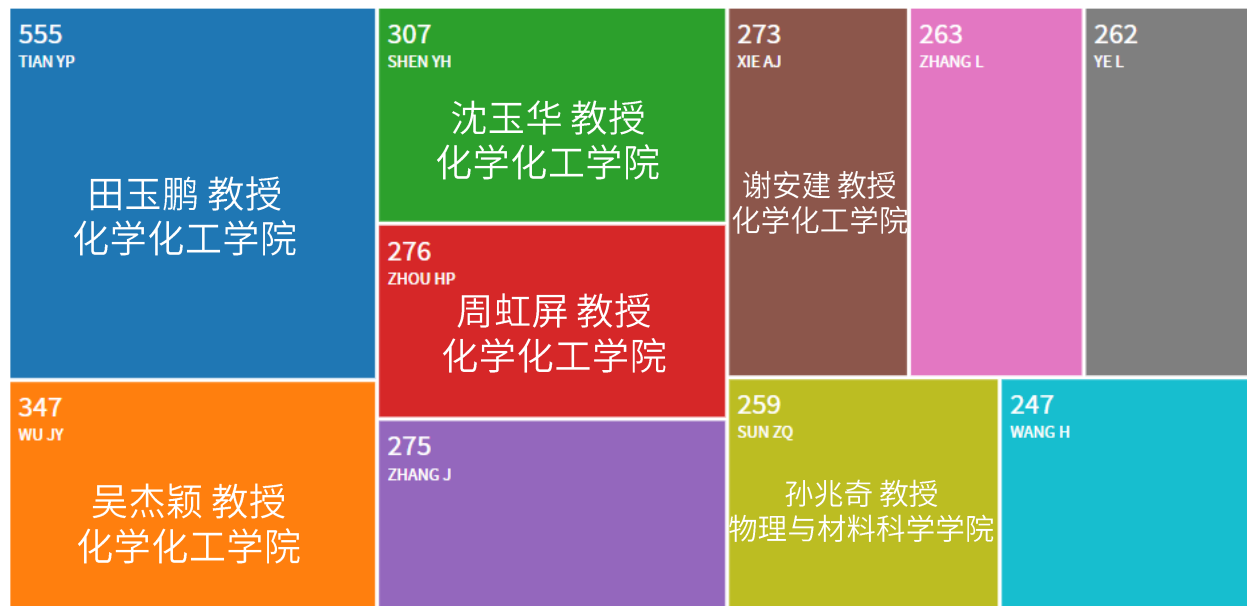 555
TIAN YP
田玉鹏 教授
化学化工学院
347
WU JY
吴杰颖 教授
化学化工学院
307
SHEN YH
沈玉华 教授
化学化工学院
276
ZHOU HP
周虹屏 教授
化学化工学院
275
ZHANG J
273
XIE AJ
谢安建 教授
化学化工学院
263
ZHANG L
262
YE L
259
SUN ZQ
孙兆奇 教授
物理与材料科学学院
247
WANG H